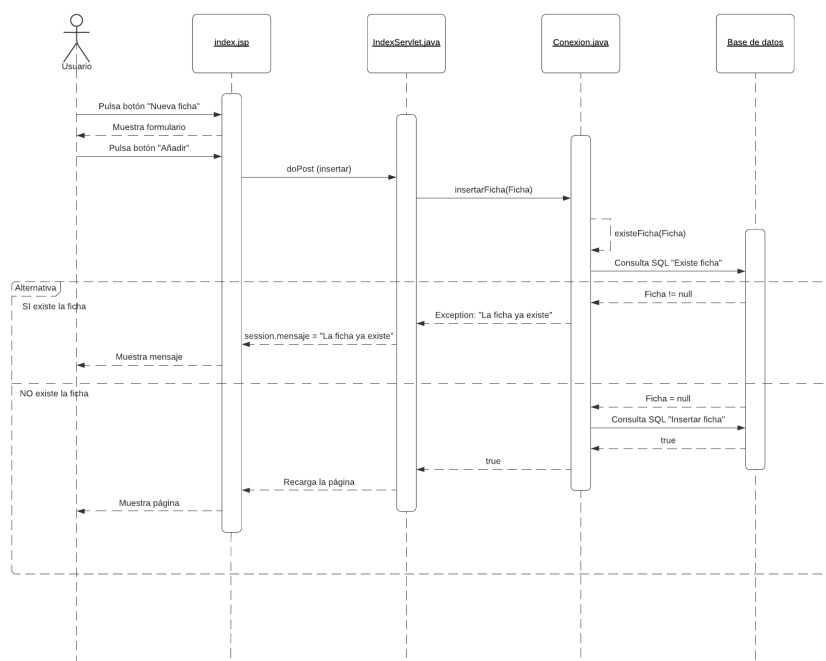 Usuario
index.jsp
IndexServlet.java
Conexion.java
Base de datos
Pulsa botón "Nueva ficha"
Muestra formulario
Pulsa botón "Añadir"
doPost (insertar)
insertarFicha(Ficha)
existeFicha(Ficha)
Consulta SQL "Existe ficha"
Alternativa
SI existe la ficha
Ficha != null
Exception: "La ficha ya existe"
session.mensaje = "La ficha ya existe"
Muestra mensaje
NO existe la ficha
Ficha = null
Consulta SQL "Insertar ficha"
true
true
Recarga la página
Muestra página